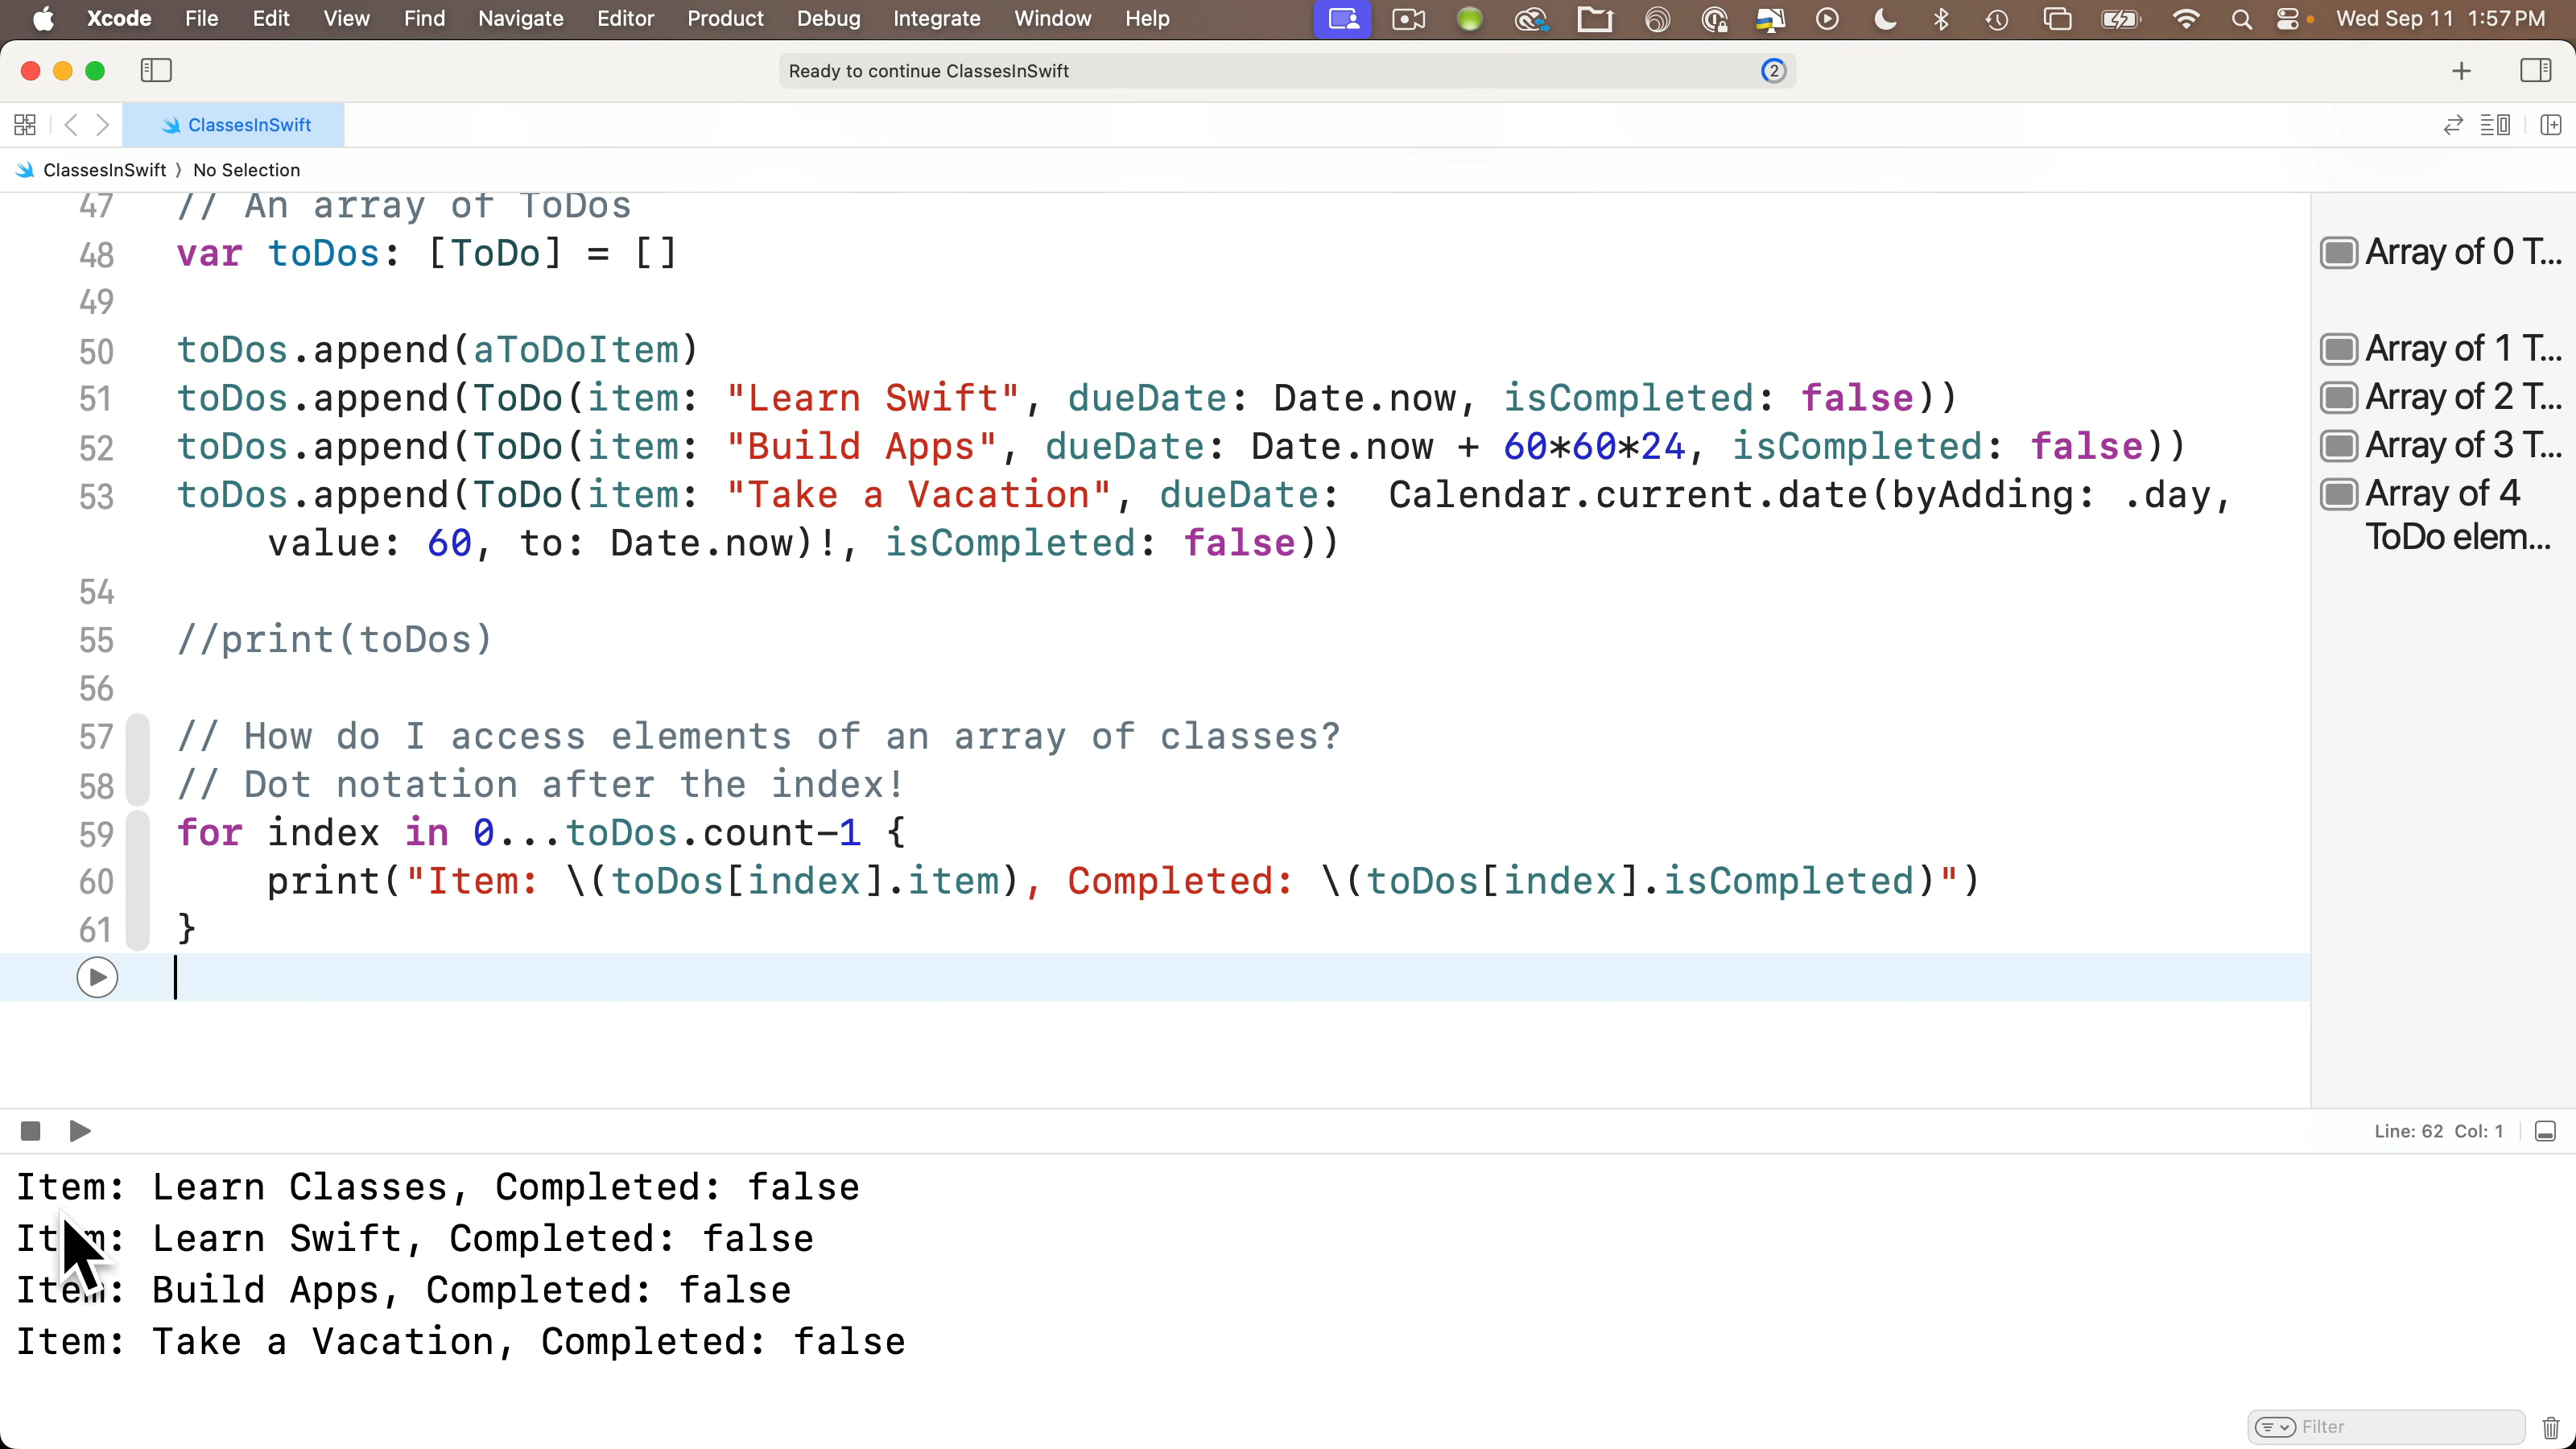 Xcode File Edit View Find Navigate Editor Product Debug Integrate Window Help Wed Sep 11 1:57 PM
Ready to continue ClassesInSwift 2
ClassesInSwift
ClassesInSwift 〉 No Selection
47 // An array of ToDos
48 var toDos: [ToDo] = [] Array of 0 T...
49
50 toDos.append(aToDoItem) Array of 1 T...
51 toDos.append(ToDo(item: "Learn Swift", dueDate: Date.now, isCompleted: false)) Array of 2 T...
52 toDos.append(ToDo(item: "Build Apps", dueDate: Date.now + 60*60*24, isCompleted: false)) Array of 3 T...
53 toDos.append(ToDo(item: "Take a Vacation", dueDate:  Calendar.current.date(byAdding: .day, Array of 4
value: 60, to: Date.now)!, isCompleted: false)) ToDo elem...
54
55 //print(toDos)
56
57 // How do I access elements of an array of classes?
58 // Dot notation after the index!
59 for index in 0...toDos.count-1 {
60 print("Item: \(toDos[index].item), Completed: \(toDos[index].isCompleted)")
61 }
Line: 62 Col: 1
Item: Learn Classes, Completed: false
Item: Learn Swift, Completed: false
Item: Build Apps, Completed: false
Item: Take a Vacation, Completed: false
Filter